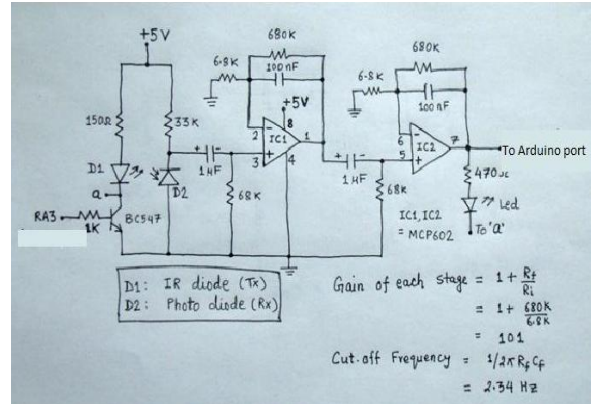 +5V
680K
680K
6.8K
100nF
6.8K
100nF
+5V
150Ω
33K
2
8
IC1
1
6
IC2
7
To Arduino port
D1
+
3
4
+
5
470Ω
a
D2
1µF
68K
1µF
68K
Led
RA3
1K
BC547
IC1, IC2
= MCP602
To 'a'
D1: IR diode (Tx)
D2: Photo diode (Rx)
Gain of each stage = 1 + Rf/Ri
= 1 + 680K/6.8K
= 101
Cut-off Frequency = 1/2π Rf Cf
= 2.34 Hz